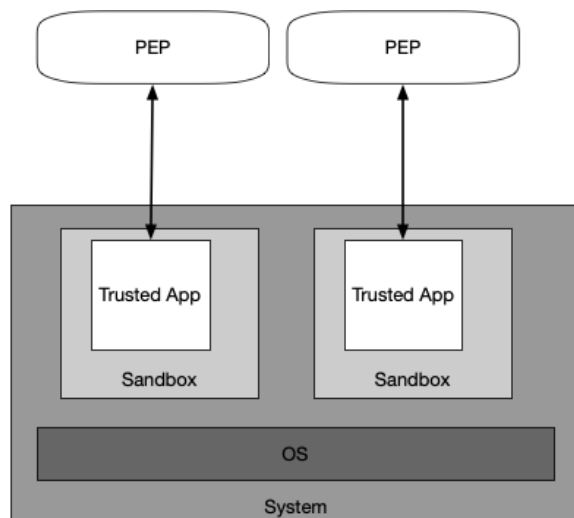 PEP
PEP
Trusted App
Trusted App
Sandbox
Sandbox
OS
System